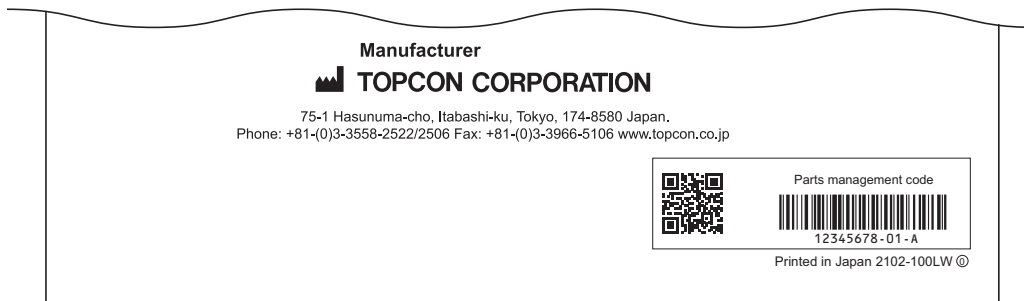 Manufacturer
TOPCON CORPORATION
75-1 Hasunuma-cho, Itabashi-ku, Tokyo, 174-8580 Japan.
Phone: +81-(0)3-3558-2522/2506 Fax: +81-(0)3-3966-5106 www.topcon.co.jp
Parts management code
12345678-01-A
Printed in Japan 2102-100LW ⓪